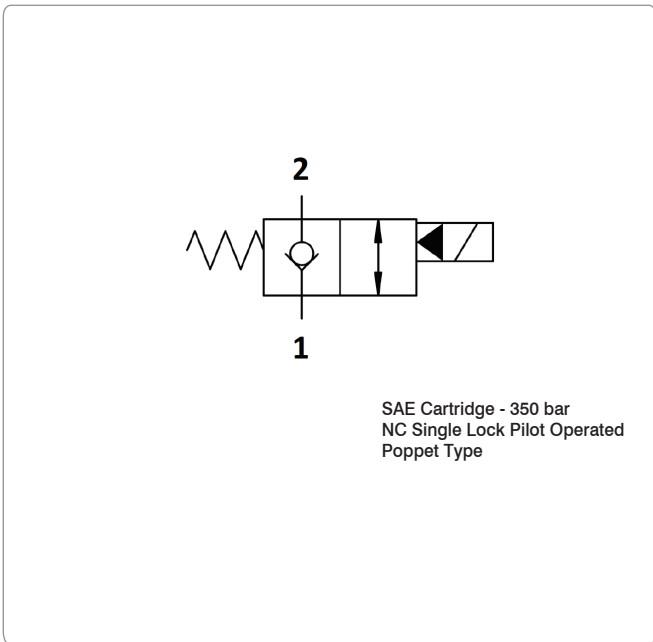 2
1
SAE Cartridge - 350 bar
NC Single Lock Pilot Operated
Poppet Type